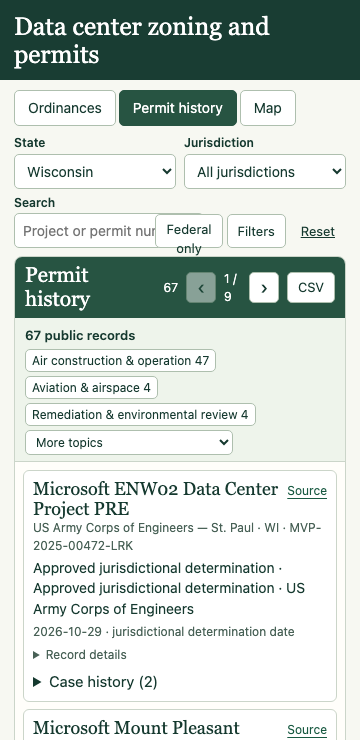 Data center zoning and
permits
Ordinances
Permit history
Map
State
Jurisdiction
Wisconsin
All jurisdictions
Search
Project or permit
Federal
only
Filters
Reset
Permit
history
67
‹
1 /
9
›
CSV
67 public records
Air construction & operation 47
Aviation & airspace 4
Remediation & environmental review 4
More topics
Microsoft ENW02 Data Center
Project PRE
Source
US Army Corps of Engineers — St. Paul · WI · MVP-
2025-00472-LRK
Approved jurisdictional determination ·
Approved jurisdictional determination · US
Army Corps of Engineers
2026-10-29 · jurisdictional determination date
▶ Record details
▶ Case history (2)
Microsoft Mount Pleasant
Source